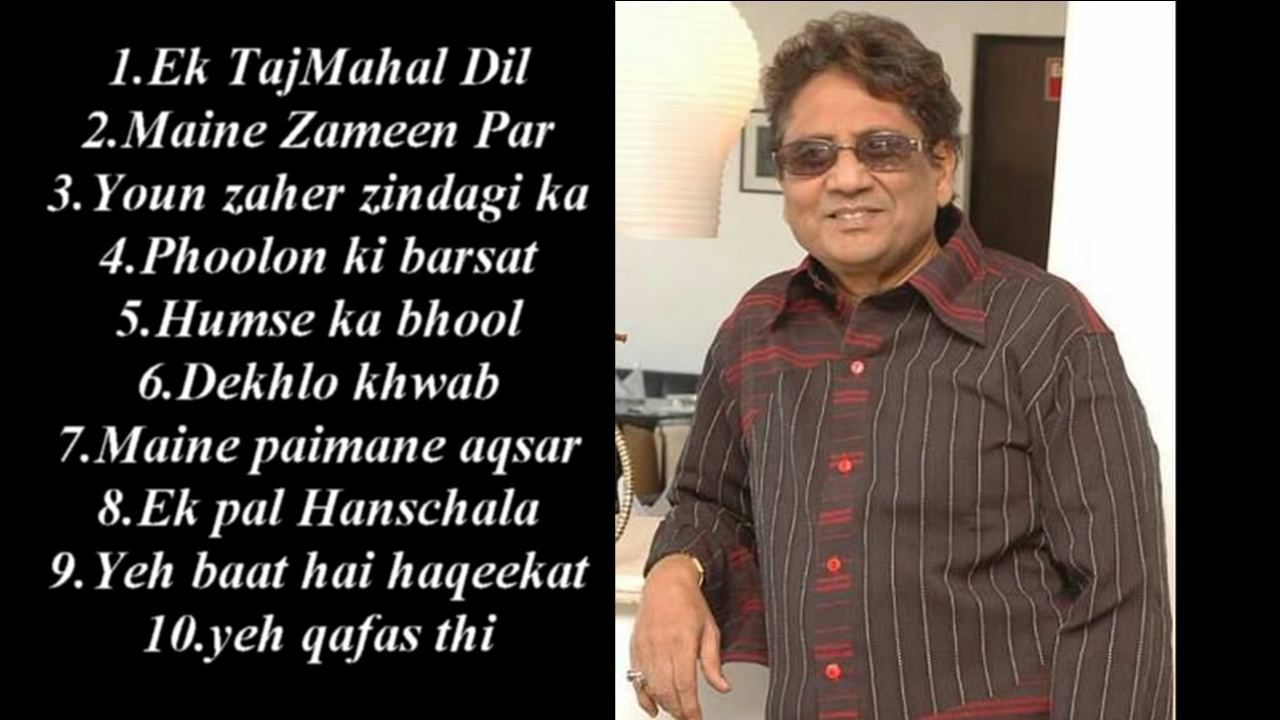 1.Ek TajMahal Dil
2.Maine Zameen Par
3.Youn zaher zindagi ka
4.Phoolon ki barsat
5.Humse ka bhool
6.Dekhlo khwab
7.Maine paimane aqsar
8.Ek pal Hanschala
9.Yeh baat hai haqeekat
10.yeh qafas thi